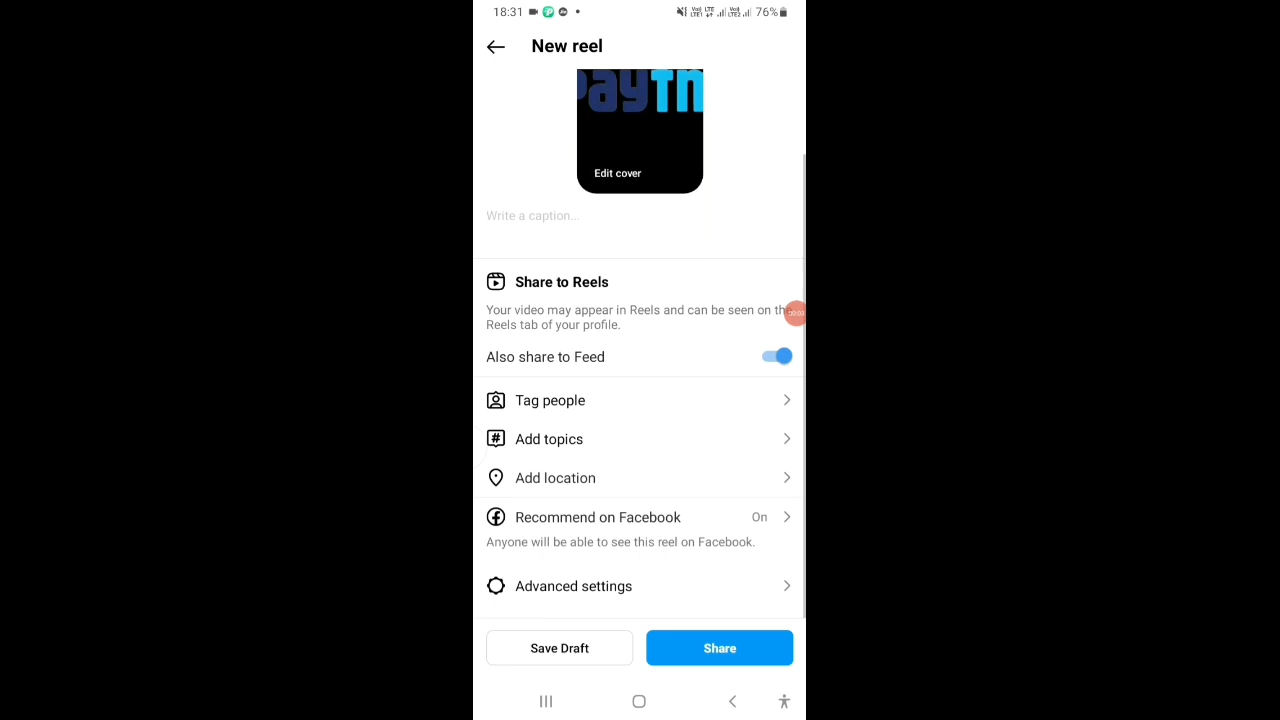 18:31
76%
New reel
Paytm
Edit cover
Write a caption...
Share to Reels
Your video may appear in Reels and can be seen on the
Reels tab of your profile.
Also share to Feed
Tag people
Add topics
Add location
Recommend on Facebook On
Anyone will be able to see this reel on Facebook.
Advanced settings
Save Draft Share